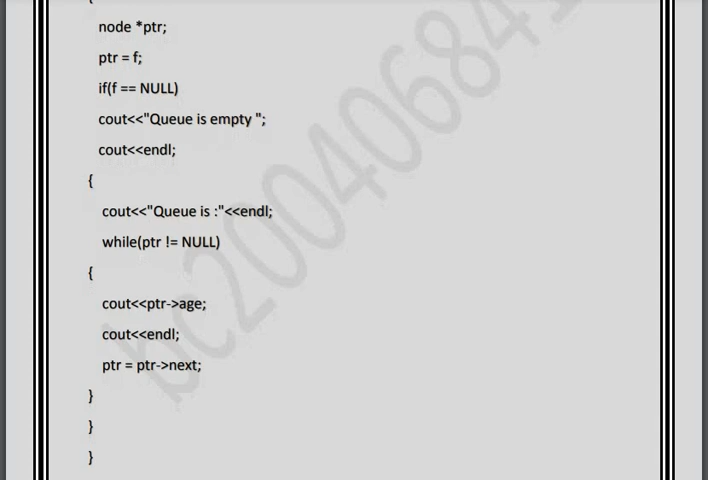 {
node *ptr;
ptr = f;
if(f == NULL)
cout<<"Queue is empty ";
cout<<endl;
{
cout<<"Queue is :"<<endl;
while(ptr != NULL)
{
cout<<ptr->age;
cout<<endl;
ptr = ptr->next;
}
}
}